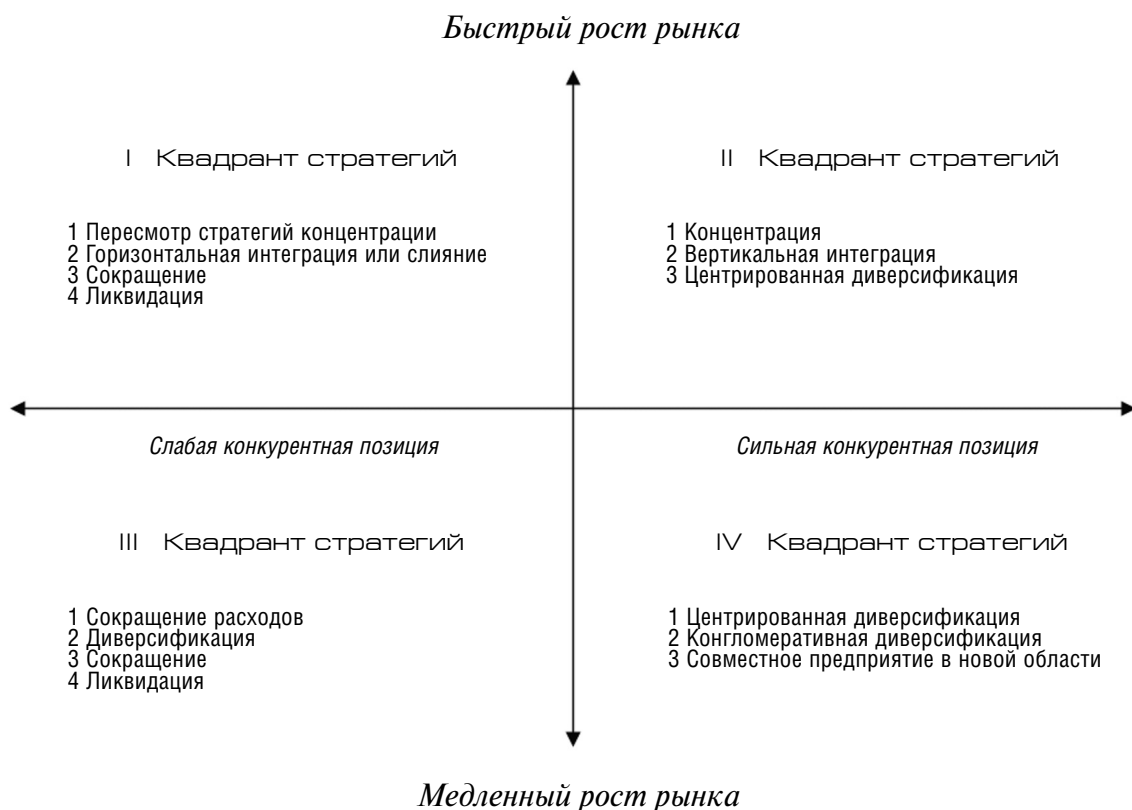 Быстрый рост рынка
I Квадрант стратегий
1 Пересмотр стратегий концентрации
2 Горизонтальная интеграция или слияние
3 Сокращение
4 Ликвидация
II Квадрант стратегий
1 Концентрация
2 Вертикальная интеграция
3 Центрированная диверсификация
Слабая конкурентная позиция
Сильная конкурентная позиция
III Квадрант стратегий
1 Сокращение расходов
2 Диверсификация
3 Сокращение
4 Ликвидация
IV Квадрант стратегий
1 Центрированная диверсификация
2 Конгломеративная диверсификация
3 Совместное предприятие в новой области
Медленный рост рынка